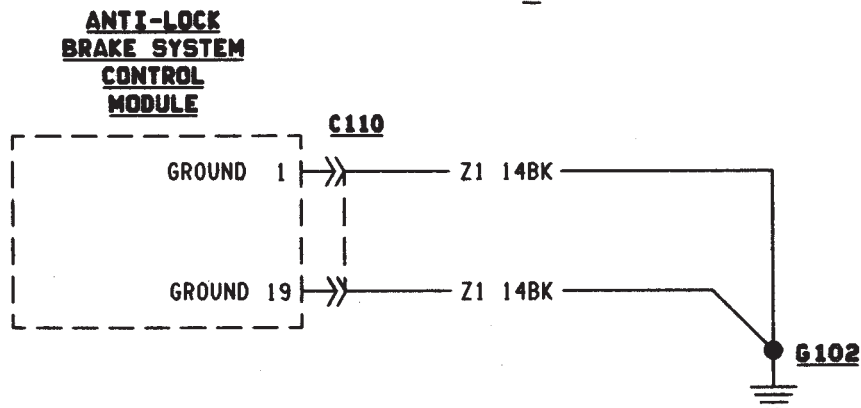 ANTI-LOCK
BRAKE SYSTEM
CONTROL
MODULE
C110
GROUND 1
Z1 14BK
GROUND 19
Z1 14BK
G102